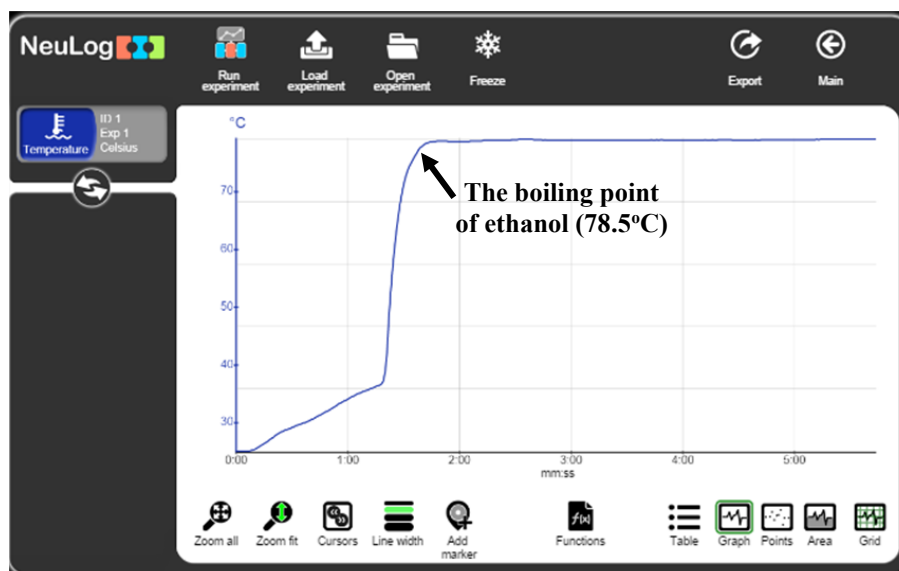 NeuLog
Run
experiment
Load
experiment
Open
experiment
Freeze
Export
Main
Temperature
ID 1
Exp 1
Celsius
°C
70
60
50
40
30
The boiling point
of ethanol (78.5°C)
0:00 1:00 2:00 3:00 4:00 5:00
mm:ss
Zoom all
Zoom fit
Cursors
Line width
Add
marker
f(x)
Functions
Table
Graph
Points
Area
Grid